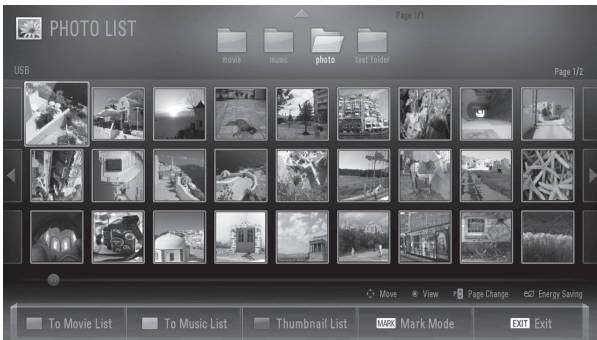 PHOTO LIST
Page 1/1
movie music photo test folder
USB
Page 1/2
Move View P Page Change Energy Saving
To Movie List To Music List Thumbnail List MARK Mark Mode EXIT Exit